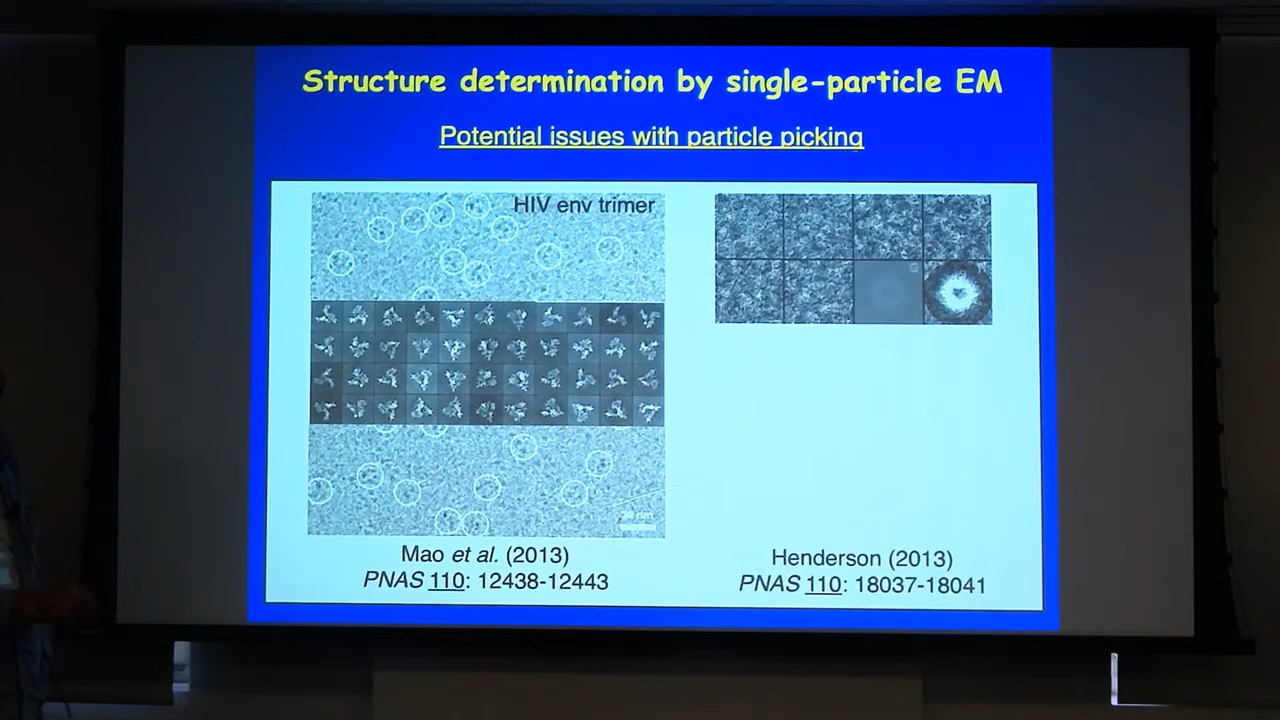 Structure determination by single-particle EM
Potential issues with particle picking
HIV env trimer
Mao et al. (2013)
PNAS 110: 12438-12443
Henderson (2013)
PNAS 110: 18037-18041